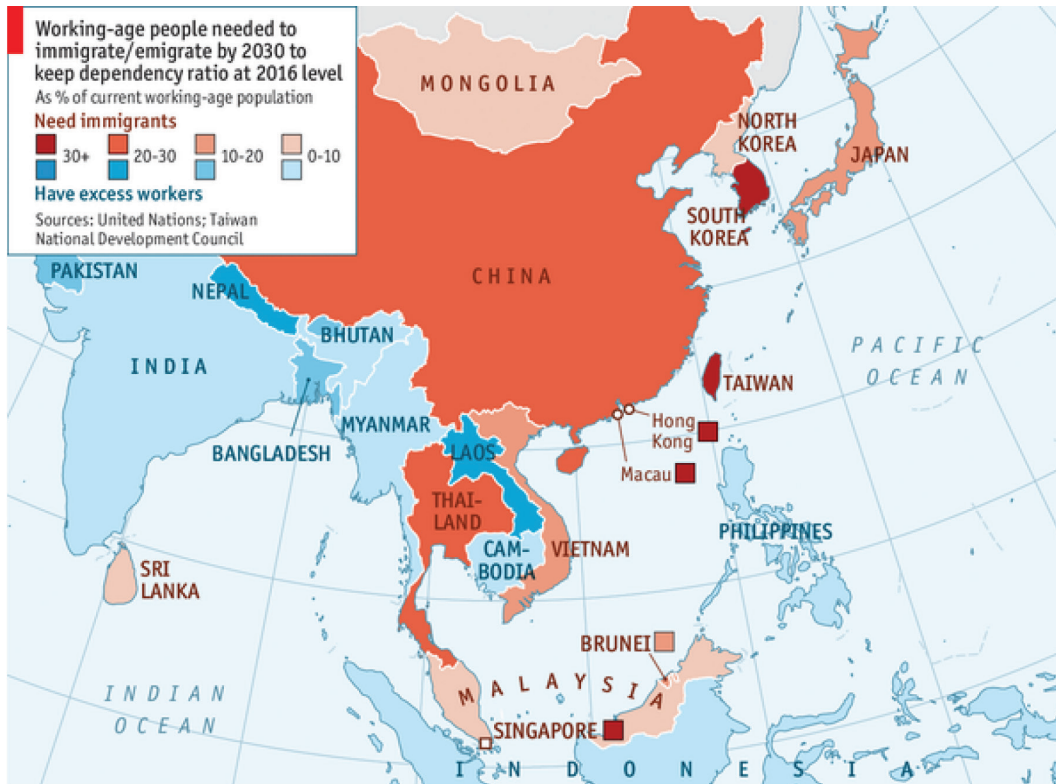 Working-age people needed to
immigrate/emigrate by 2030 to
keep dependency ratio at 2016 level
As % of current working-age population
Need immigrants
30+ 20-30 10-20 0-10
Have excess workers
Sources: United Nations; Taiwan
National Development Council
MONGOLIA
NORTH
KOREA
JAPAN
SOUTH
KOREA
CHINA
PAKISTAN
NEPAL
BHUTAN
INDIA
PACIFIC
OCEAN
TAIWAN
MYANMAR
BANGLADESH
Hong
Kong
Macau
LAOS
THAI-
LAND
PHILIPPINES
CAM-
BODIA
VIETNAM
SRI
LANKA
BRUNEI
INDIAN
OCEAN
MALAYSIA
SINGAPORE
INDONESIA